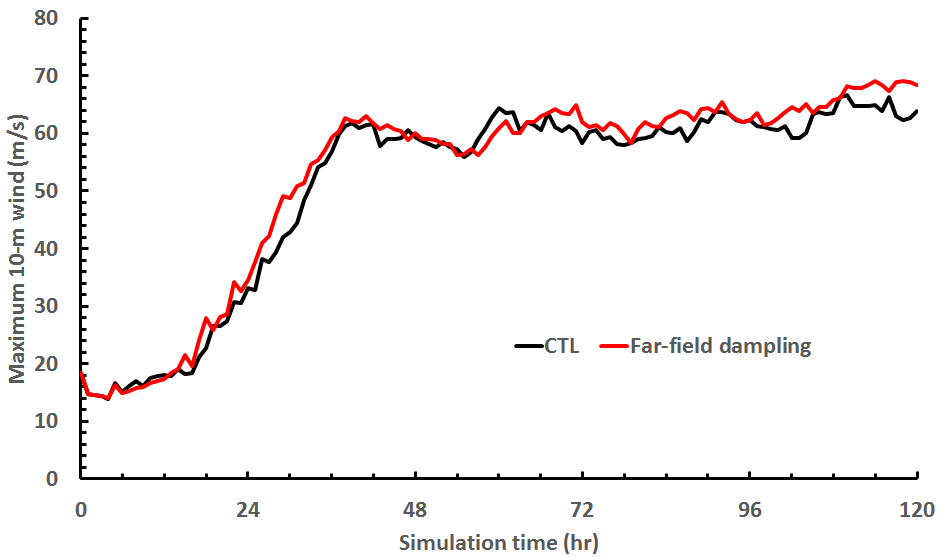 Maximum 10-m wind (m/s)
80
70
60
50
40
30
20
10
0
CTL
Far-field dampling
0 24 48 72 96 120
Simulation time (hr)